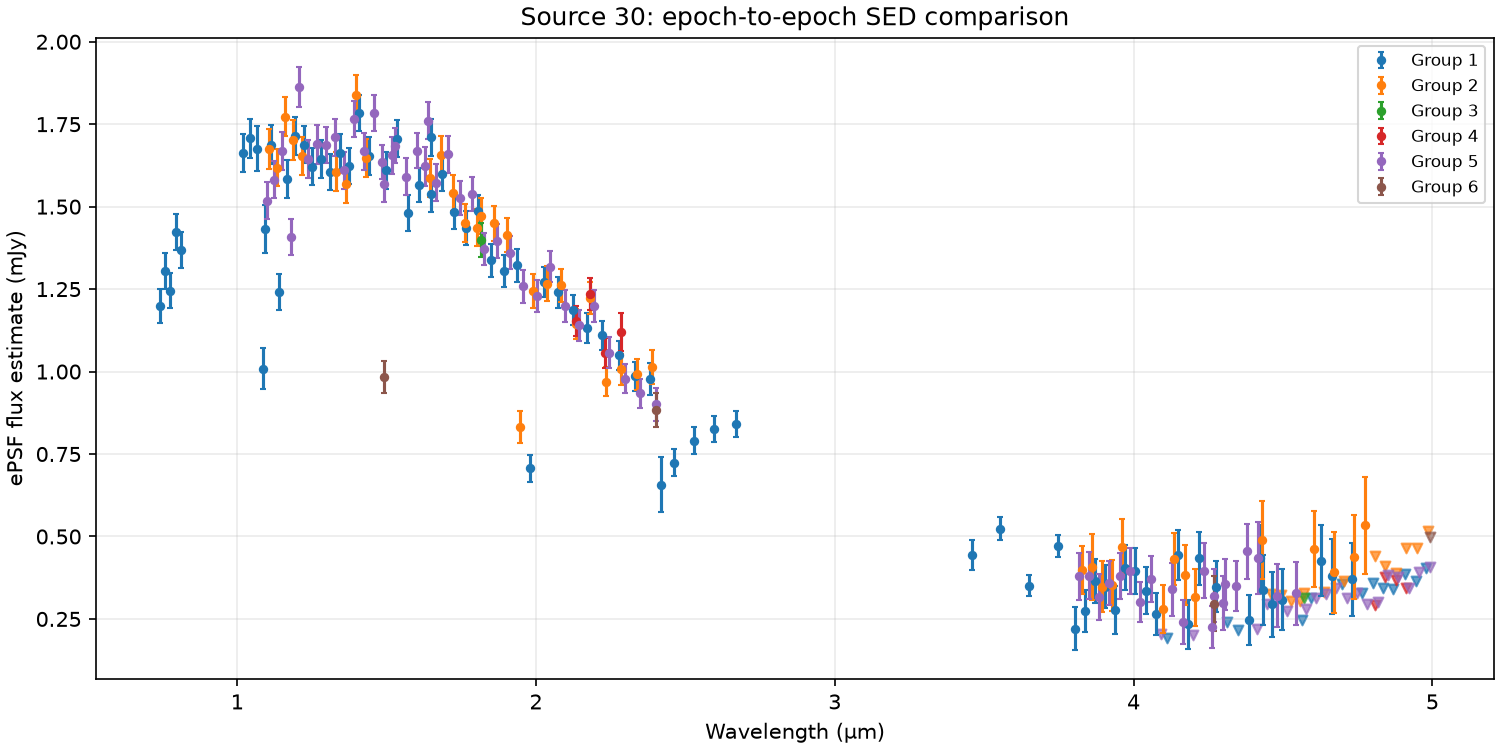 Source 30: epoch-to-epoch SED comparison
ePSF flux estimate (mJy)
2.00
1.75
1.50
1.25
1.00
0.75
0.50
0.25
Group 1
Group 2
Group 3
Group 4
Group 5
Group 6
1 2 3 4 5
Wavelength (μm)